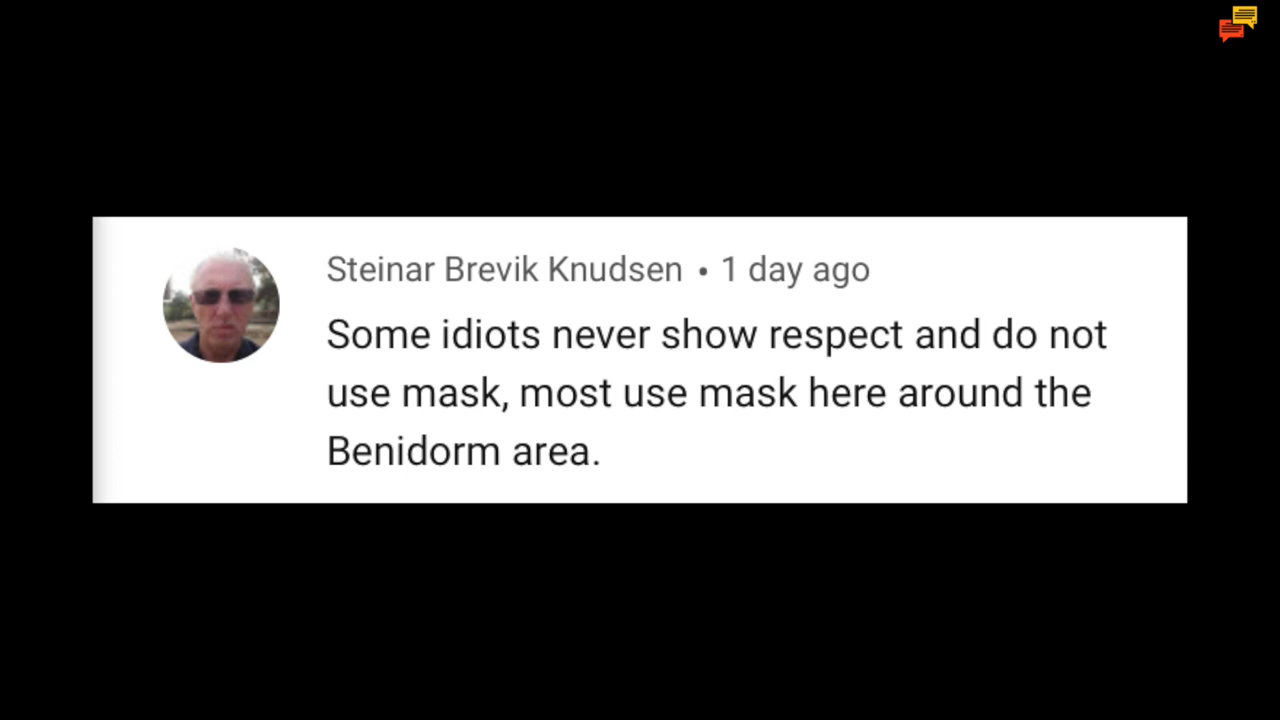 Steinar Brevik Knudsen • 1 day ago
Some idiots never show respect and do not
use mask, most use mask here around the
Benidorm area.